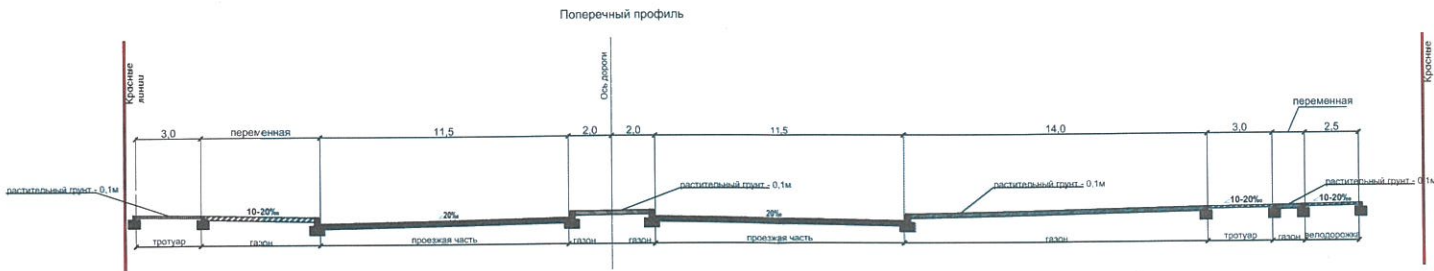 Поперечный профиль
Красные
линии
Ось дороги
Красные
переменная
3,0 переменная 11,5 2,0 2,0 11,5 14,0 3,0 2,5
растительный грунт - 0,1м
растительный грунт - 0,1м
растительный грунт - 0,1м
растительный грунт - 0,1м
10-20‰ 20‰ 20‰ 10-20‰ 10-20‰
тротуар газон проезжая часть газон газон проезжая часть газон тротуар газон велодорожка